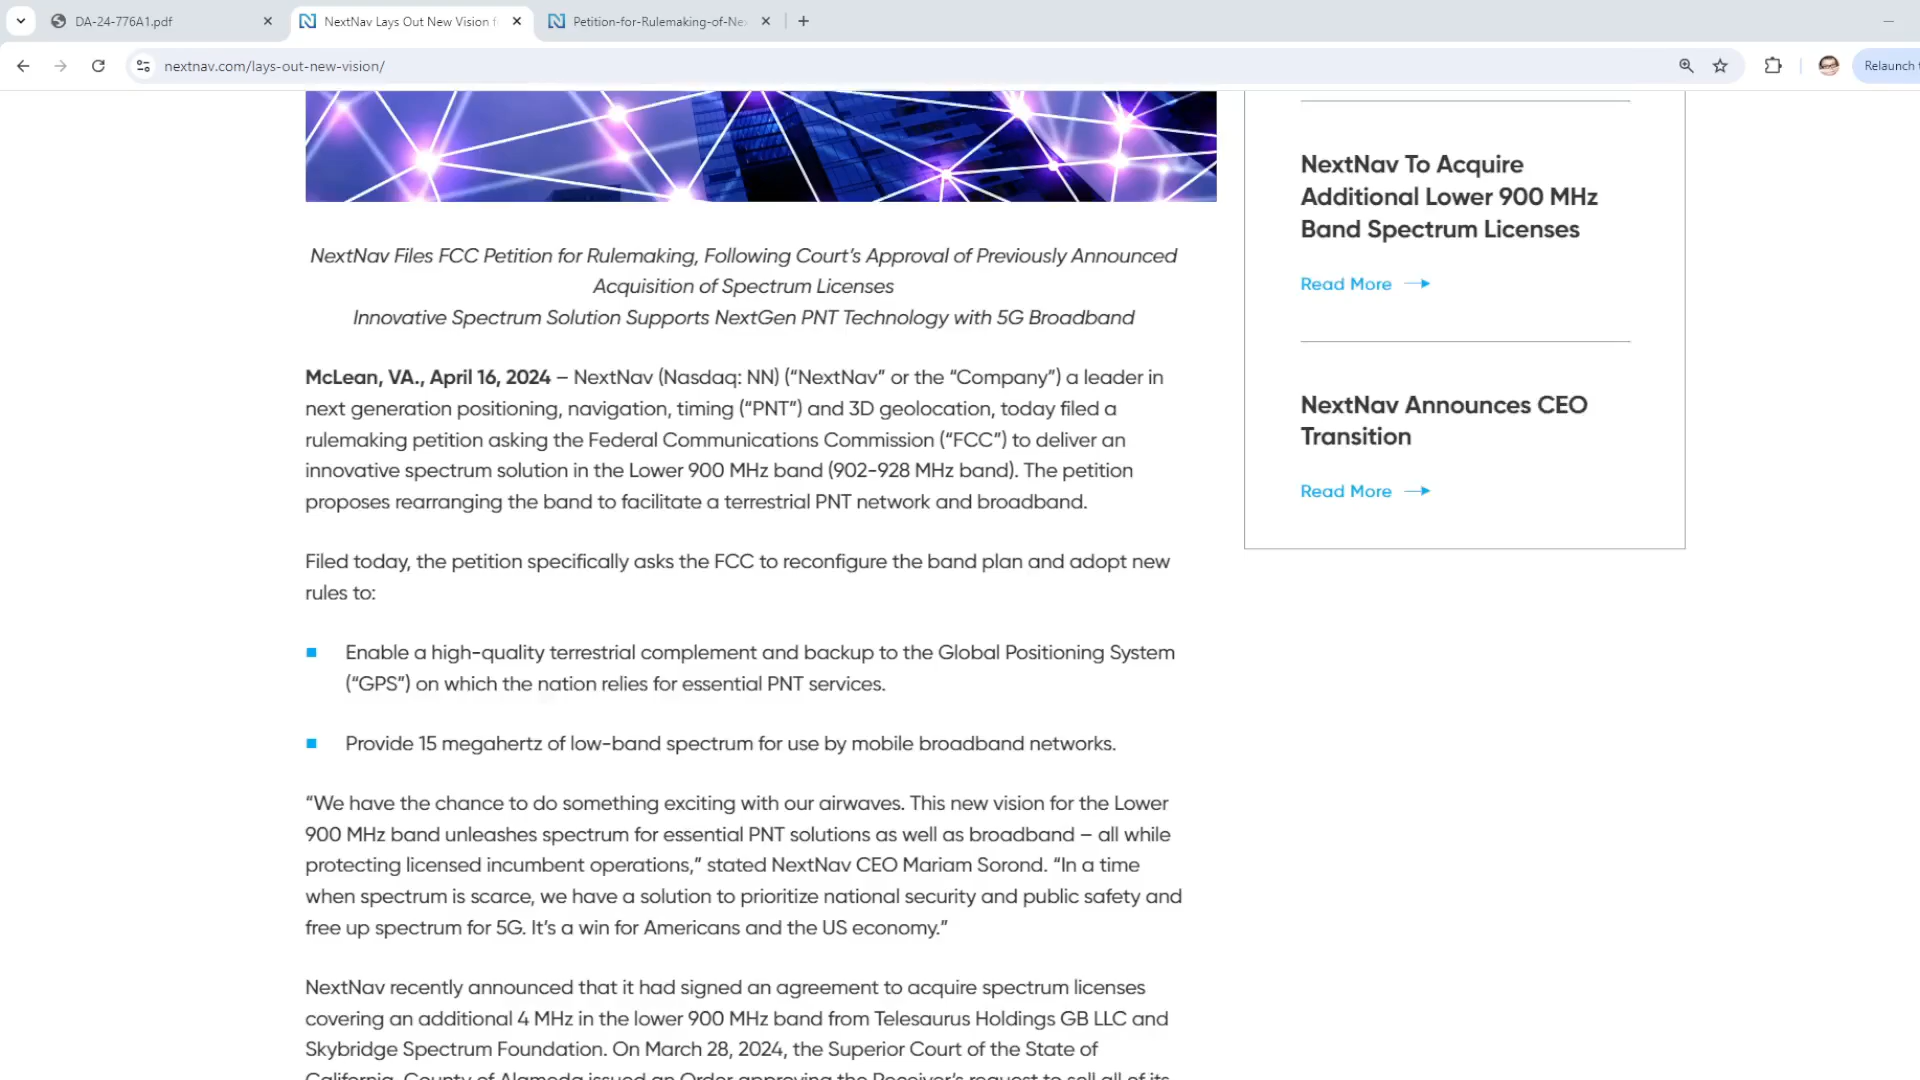 DA-24-776A1.pdf
NextNav Lays Out New Vision f
Petition-for-Rulemaking-of-Ne
nextnav.com/lays-out-new-vision/
Relaunch
NextNav Files FCC Petition for Rulemaking, Following Court’s Approval of Previously Announced
Acquisition of Spectrum Licenses
Innovative Spectrum Solution Supports NextGen PNT Technology with 5G Broadband
McLean, VA., April 16, 2024 – NextNav (Nasdaq: NN) (“NextNav” or the “Company”) a leader in
next generation positioning, navigation, timing (“PNT”) and 3D geolocation, today filed a
rulemaking petition asking the Federal Communications Commission (“FCC”) to deliver an
innovative spectrum solution in the Lower 900 MHz band (902-928 MHz band). The petition
proposes rearranging the band to facilitate a terrestrial PNT network and broadband.
Filed today, the petition specifically asks the FCC to reconfigure the band plan and adopt new
rules to:
Enable a high-quality terrestrial complement and backup to the Global Positioning System
(“GPS”) on which the nation relies for essential PNT services.
Provide 15 megahertz of low-band spectrum for use by mobile broadband networks.
“We have the chance to do something exciting with our airwaves. This new vision for the Lower
900 MHz band unleashes spectrum for essential PNT solutions as well as broadband – all while
protecting licensed incumbent operations,” stated NextNav CEO Mariam Sorond. “In a time
when spectrum is scarce, we have a solution to prioritize national security and public safety and
free up spectrum for 5G. It’s a win for Americans and the US economy.”
NextNav recently announced that it had signed an agreement to acquire spectrum licenses
covering an additional 4 MHz in the lower 900 MHz band from Telesaurus Holdings GB LLC and
Skybridge Spectrum Foundation. On March 28, 2024, the Superior Court of the State of
California, County of Alameda issued an Order approving the Receiver’s request to sell all of its
NextNav To Acquire
Additional Lower 900 MHz
Band Spectrum Licenses
Read More
NextNav Announces CEO
Transition
Read More